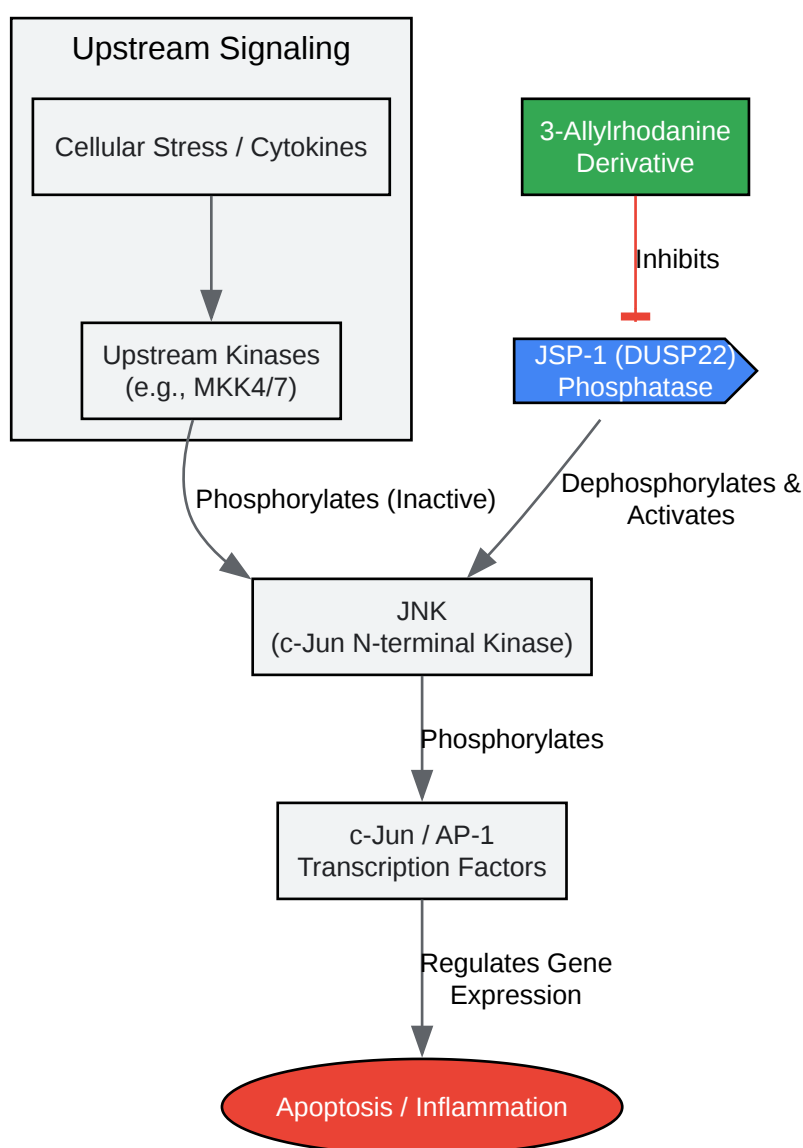 Upstream Signaling
Cellular Stress / Cytokines
3-Allylrhodanine
Derivative
Inhibits
Upstream Kinases
(e.g., MKK4/7)
JSP-1 (DUSP22)
Phosphatase
Phosphorylates (Inactive)
Dephosphorylates &
Activates
JNK
(c-Jun N-terminal Kinase)
Phosphorylates
c-Jun / AP-1
Transcription Factors
Regulates Gene
Expression
Apoptosis / Inflammation